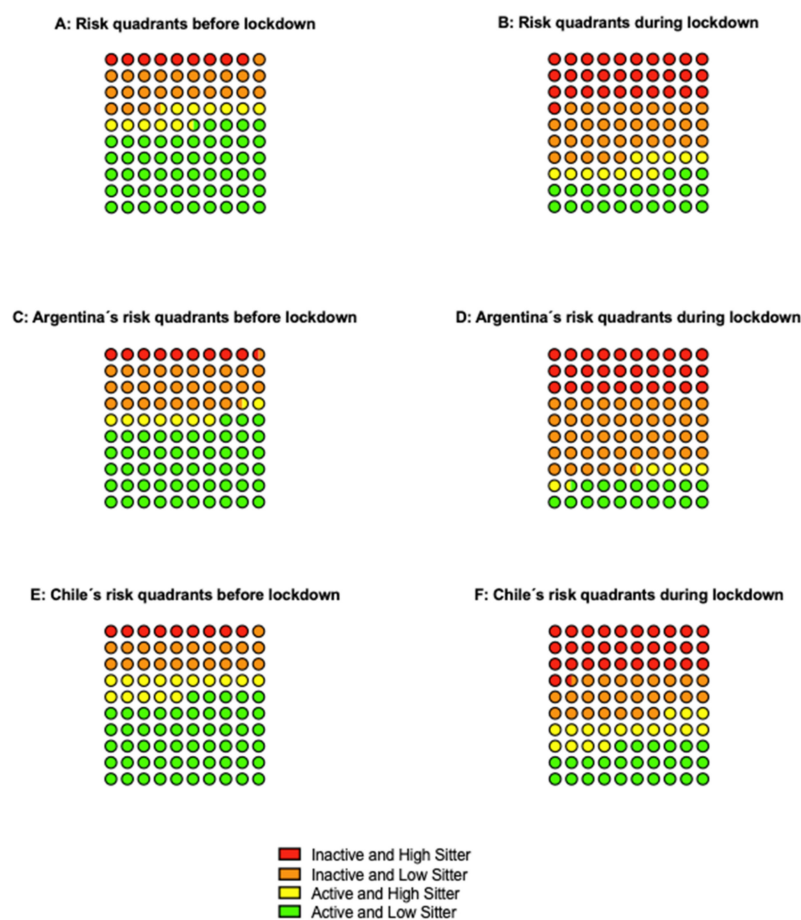 A: Risk quadrants before lockdown
B: Risk quadrants during lockdown
C: Argentina´s risk quadrants before lockdown
D: Argentina´s risk quadrants during lockdown
E: Chile´s risk quadrants before lockdown
F: Chile´s risk quadrants during lockdown
Inactive and High Sitter
Inactive and Low Sitter
Active and High Sitter
Active and Low Sitter